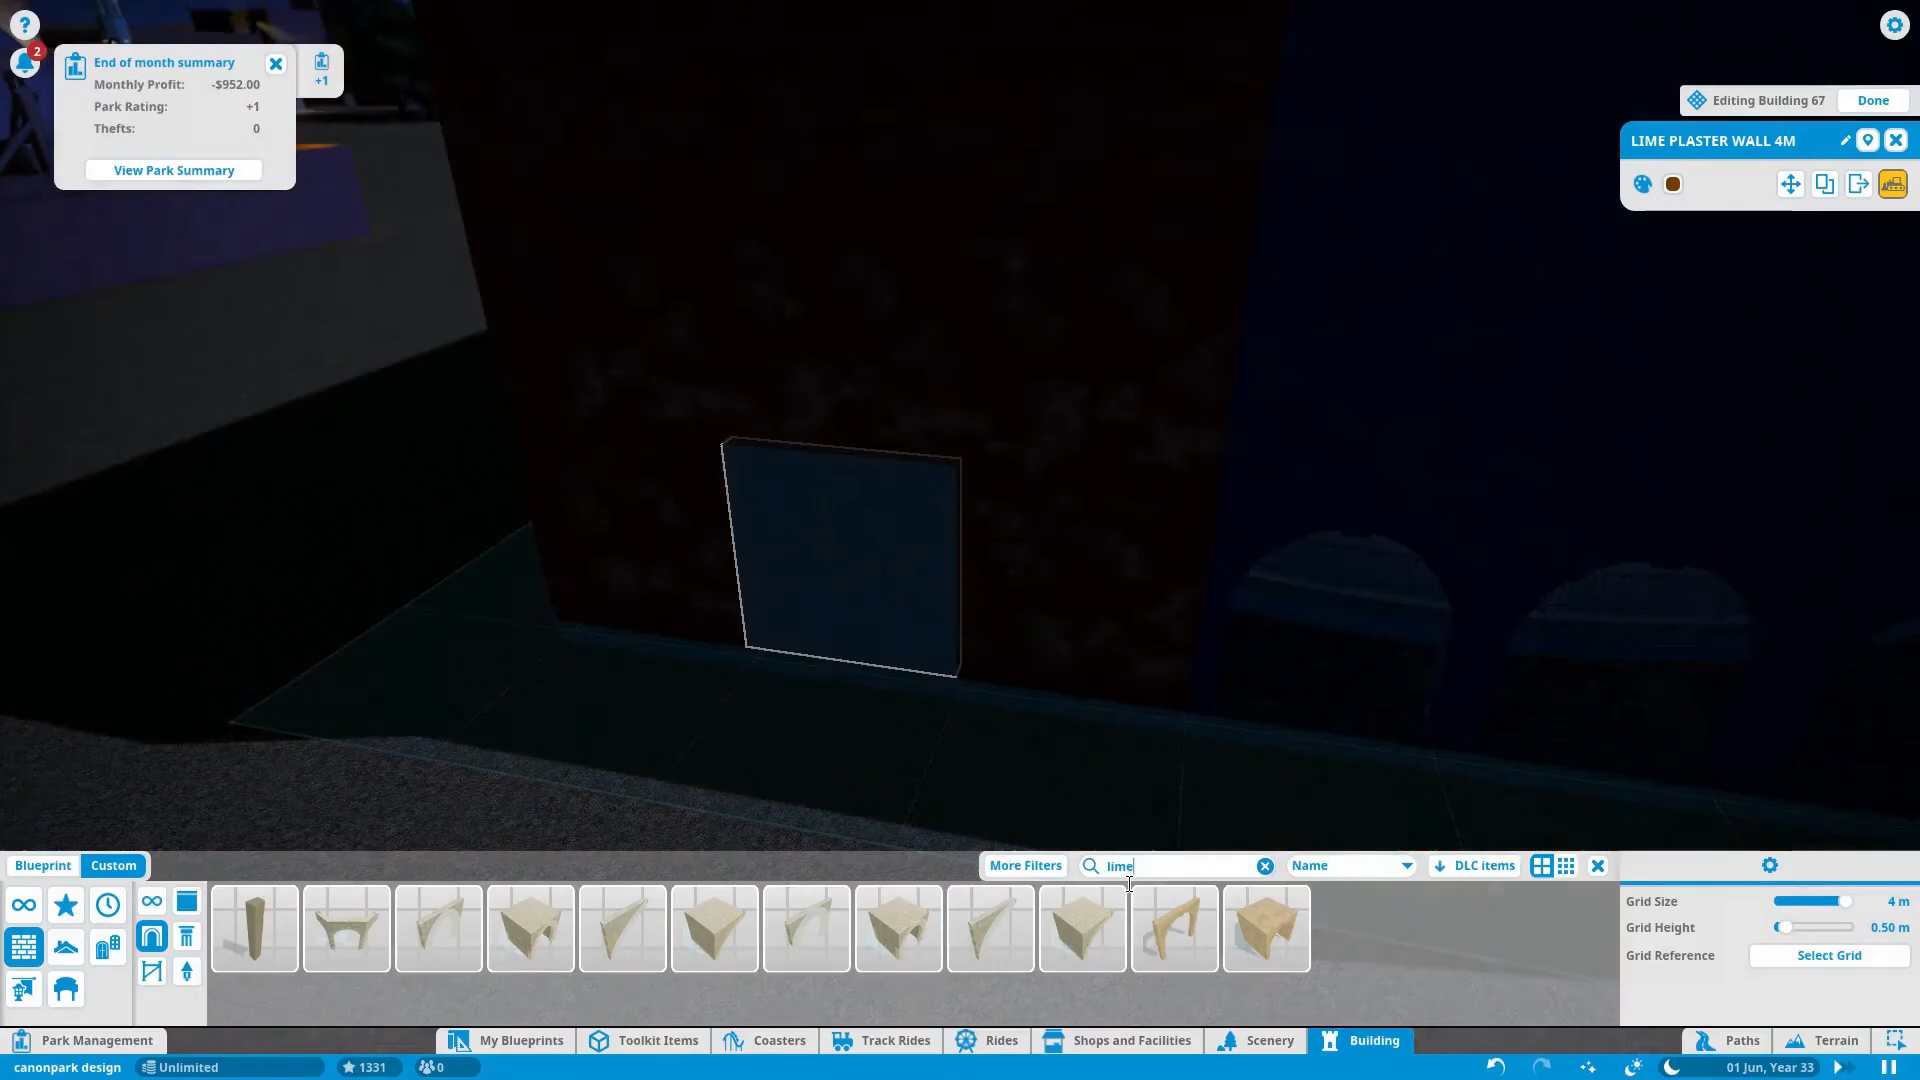 ?
2
End of month summary
Monthly Profit: -$952.00
Park Rating: +1
Thefts: 0
View Park Summary
+1
Editing Building 67
Done
LIME PLASTER WALL 4M
Blueprint
Custom
More Filters
lime
Name
DLC items
Grid Size 4 m
Grid Height 0.50 m
Grid Reference Select Grid
Park Management
My Blueprints
Toolkit Items
Coasters
Track Rides
Rides
Shops and Facilities
Scenery
Building
Paths
Terrain
canonpark design
Unlimited
1331
0
01 Jun, Year 33